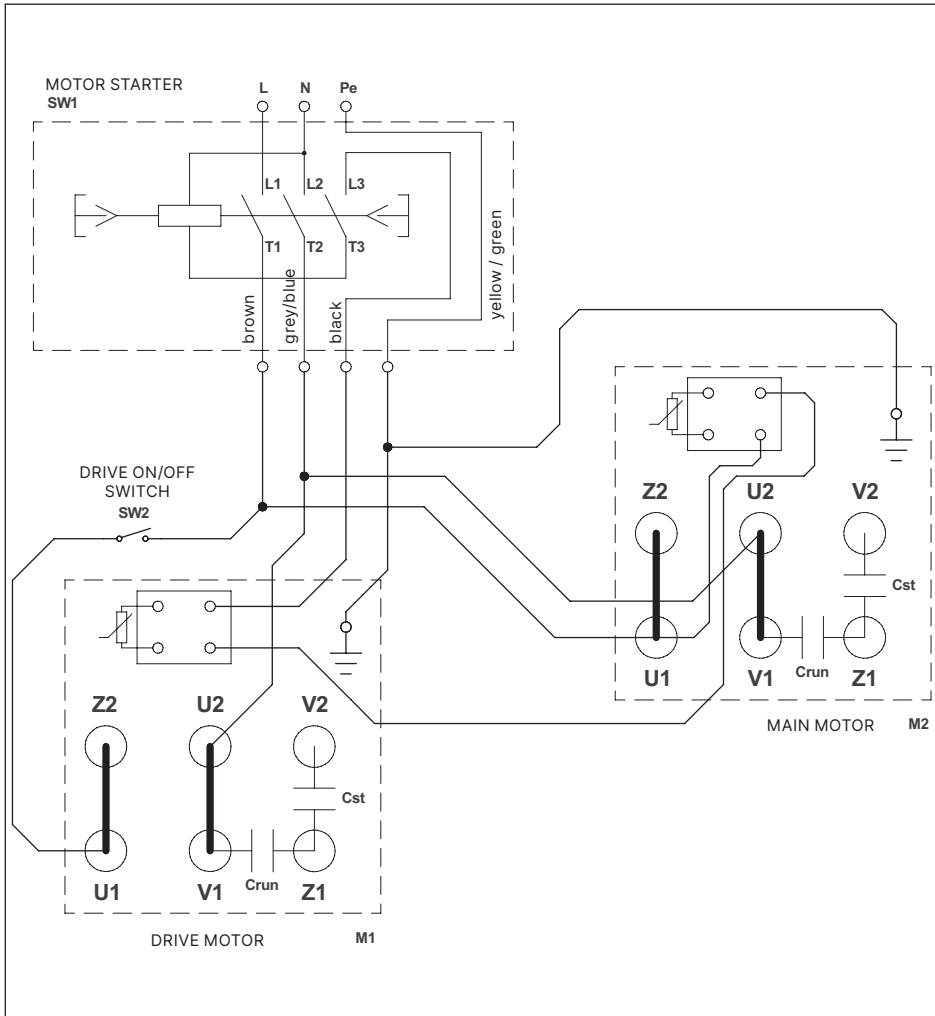 MOTOR STARTER
SW1
L
N
Pe
L1
L2
L3
T1
T2
T3
brown
grey/blue
black
yellow / green
DRIVE ON/OFF
SWITCH
SW2
Z2
U2
V2
Cst
Crun
U1
V1
Z1
MAIN MOTOR
M2
Z2
U2
V2
Cst
Crun
U1
V1
Z1
DRIVE MOTOR
M1